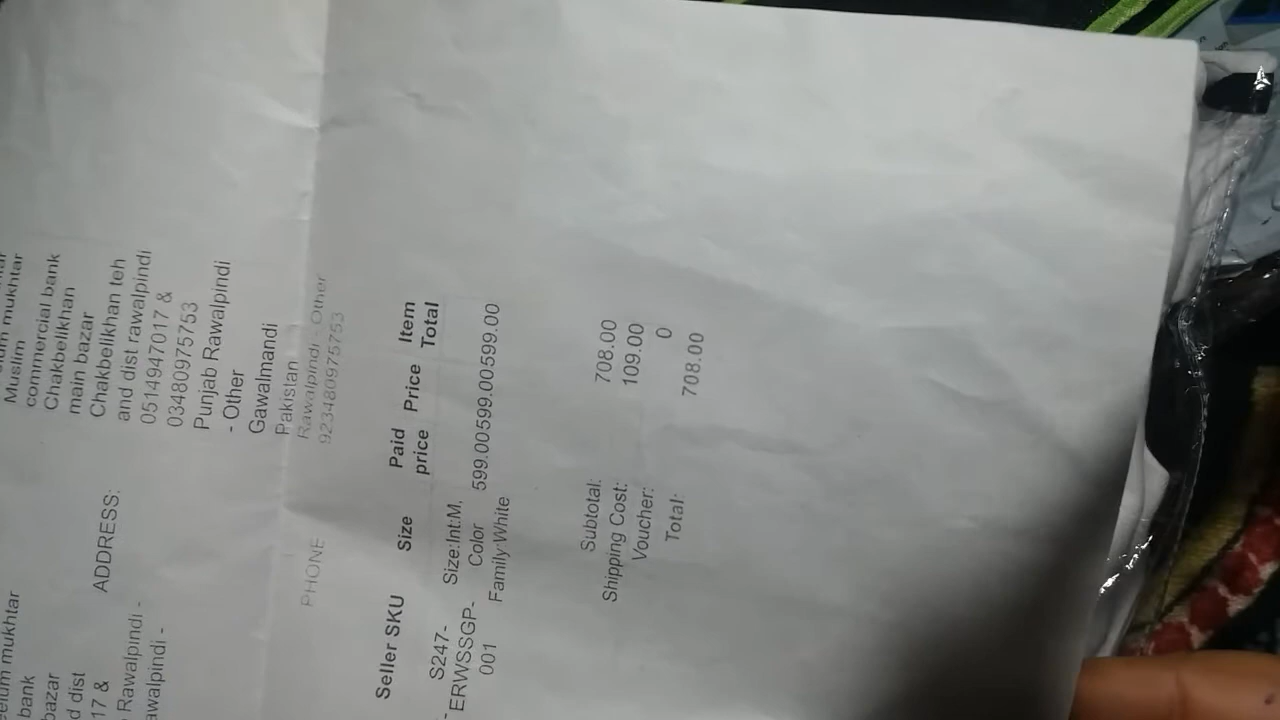 mukhtar
bank
bazar
dist
17 &
Rawalpindi -
-
ADDRESS:
mukhtar
Muslim
commercial bank
Chakbelikhan
main bazar
Chakbelikhan teh
and dist rawalpindi
0514947017 &
03480975753
Punjab Rawalpindi
- Other
Gawalmandi
Pakistan
Rawalpindi - Other
PHONE 923480975753
Seller SKU Size Paid price Price Item Total
S247-
ERWSSGP-
001
Size:Int:M,
Color
Family:White
599.00 599.00 599.00
Subtotal: 708.00
Shipping Cost: 109.00
Voucher: 0
Total: 708.00